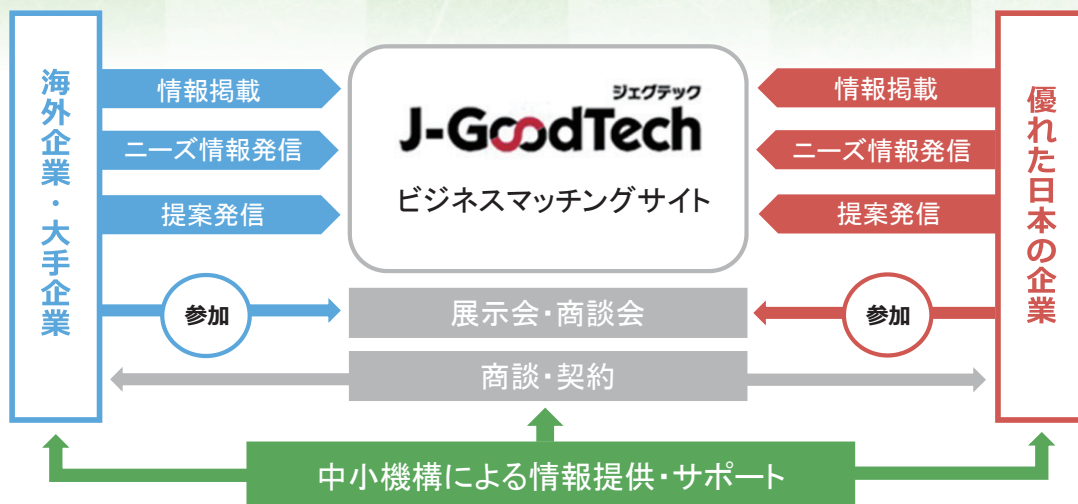 海外企業・大手企業
情報掲載
ニーズ情報発信
提案発信
参加
ジェグテック
J-GoodTech
ビジネスマッチングサイト
展示会・商談会
商談・契約
情報掲載
ニーズ情報発信
提案発信
参加
優れた日本の企業
中小機構による情報提供・サポート